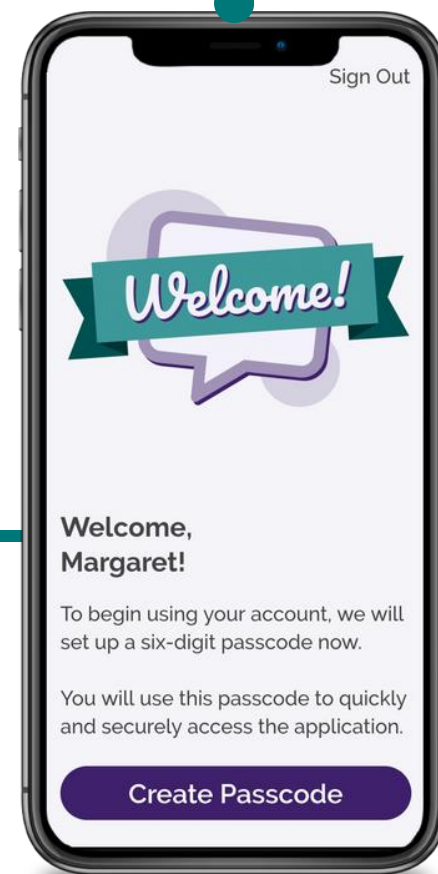 Sign Out
Welcome!
Welcome,
Margaret!
To begin using your account, we will
set up a six-digit passcode now.
You will use this passcode to quickly
and securely access the application.
Create Passcode